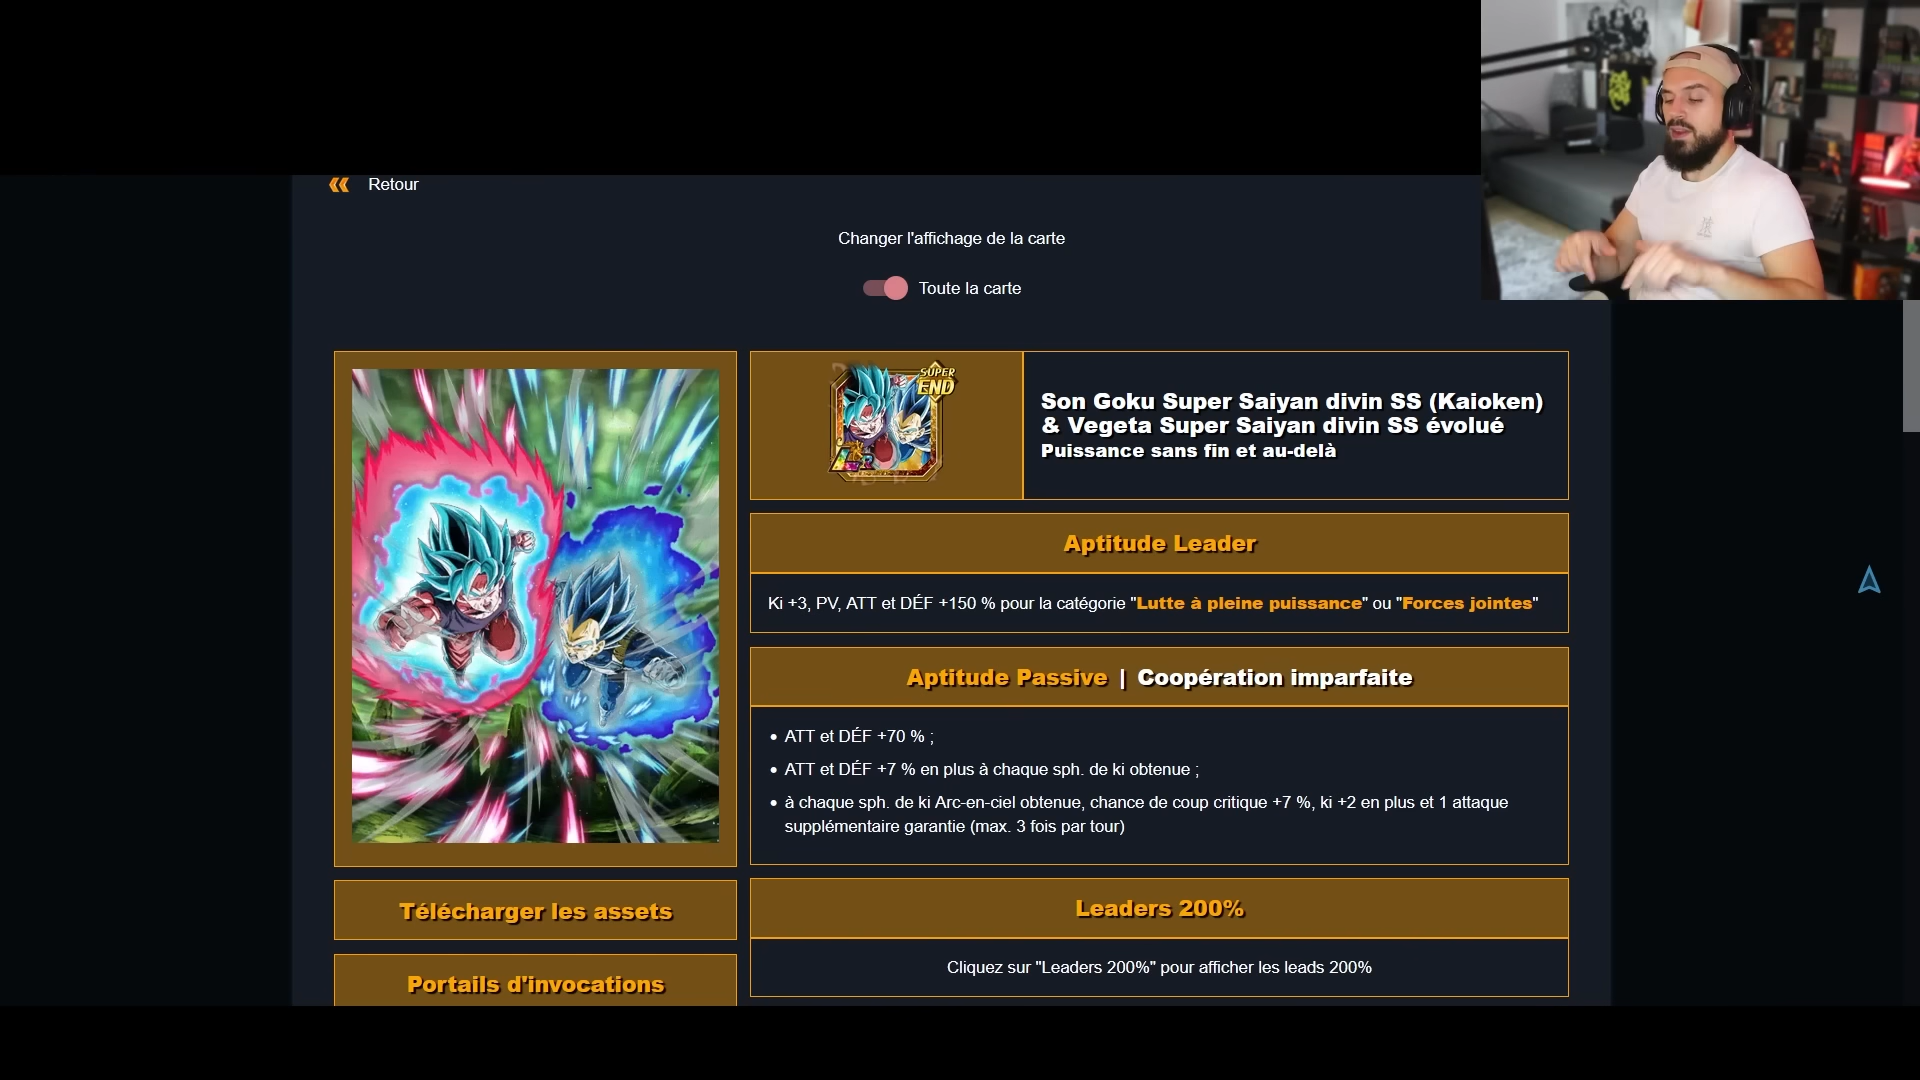 Retour
Changer l'affichage de la carte
Toute la carte
SUPER
END
Son Goku Super Saiyan divin SS (Kaioken)
& Vegeta Super Saiyan divin SS évolué
Puissance sans fin et au-delà
Aptitude Leader
Ki +3, PV, ATT et DÉF +150 % pour la catégorie "Lutte à pleine puissance" ou "Forces jointes"
Aptitude Passive | Coopération imparfaite
• ATT et DÉF +70 % ;
• ATT et DÉF +7 % en plus à chaque sph. de ki obtenue ;
• à chaque sph. de ki Arc-en-ciel obtenue, chance de coup critique +7 %, ki +2 en plus et 1 attaque
supplémentaire garantie (max. 3 fois par tour)
Télécharger les assets
Leaders 200%
Cliquez sur "Leaders 200%" pour afficher les leads 200%
Portails d'invocations